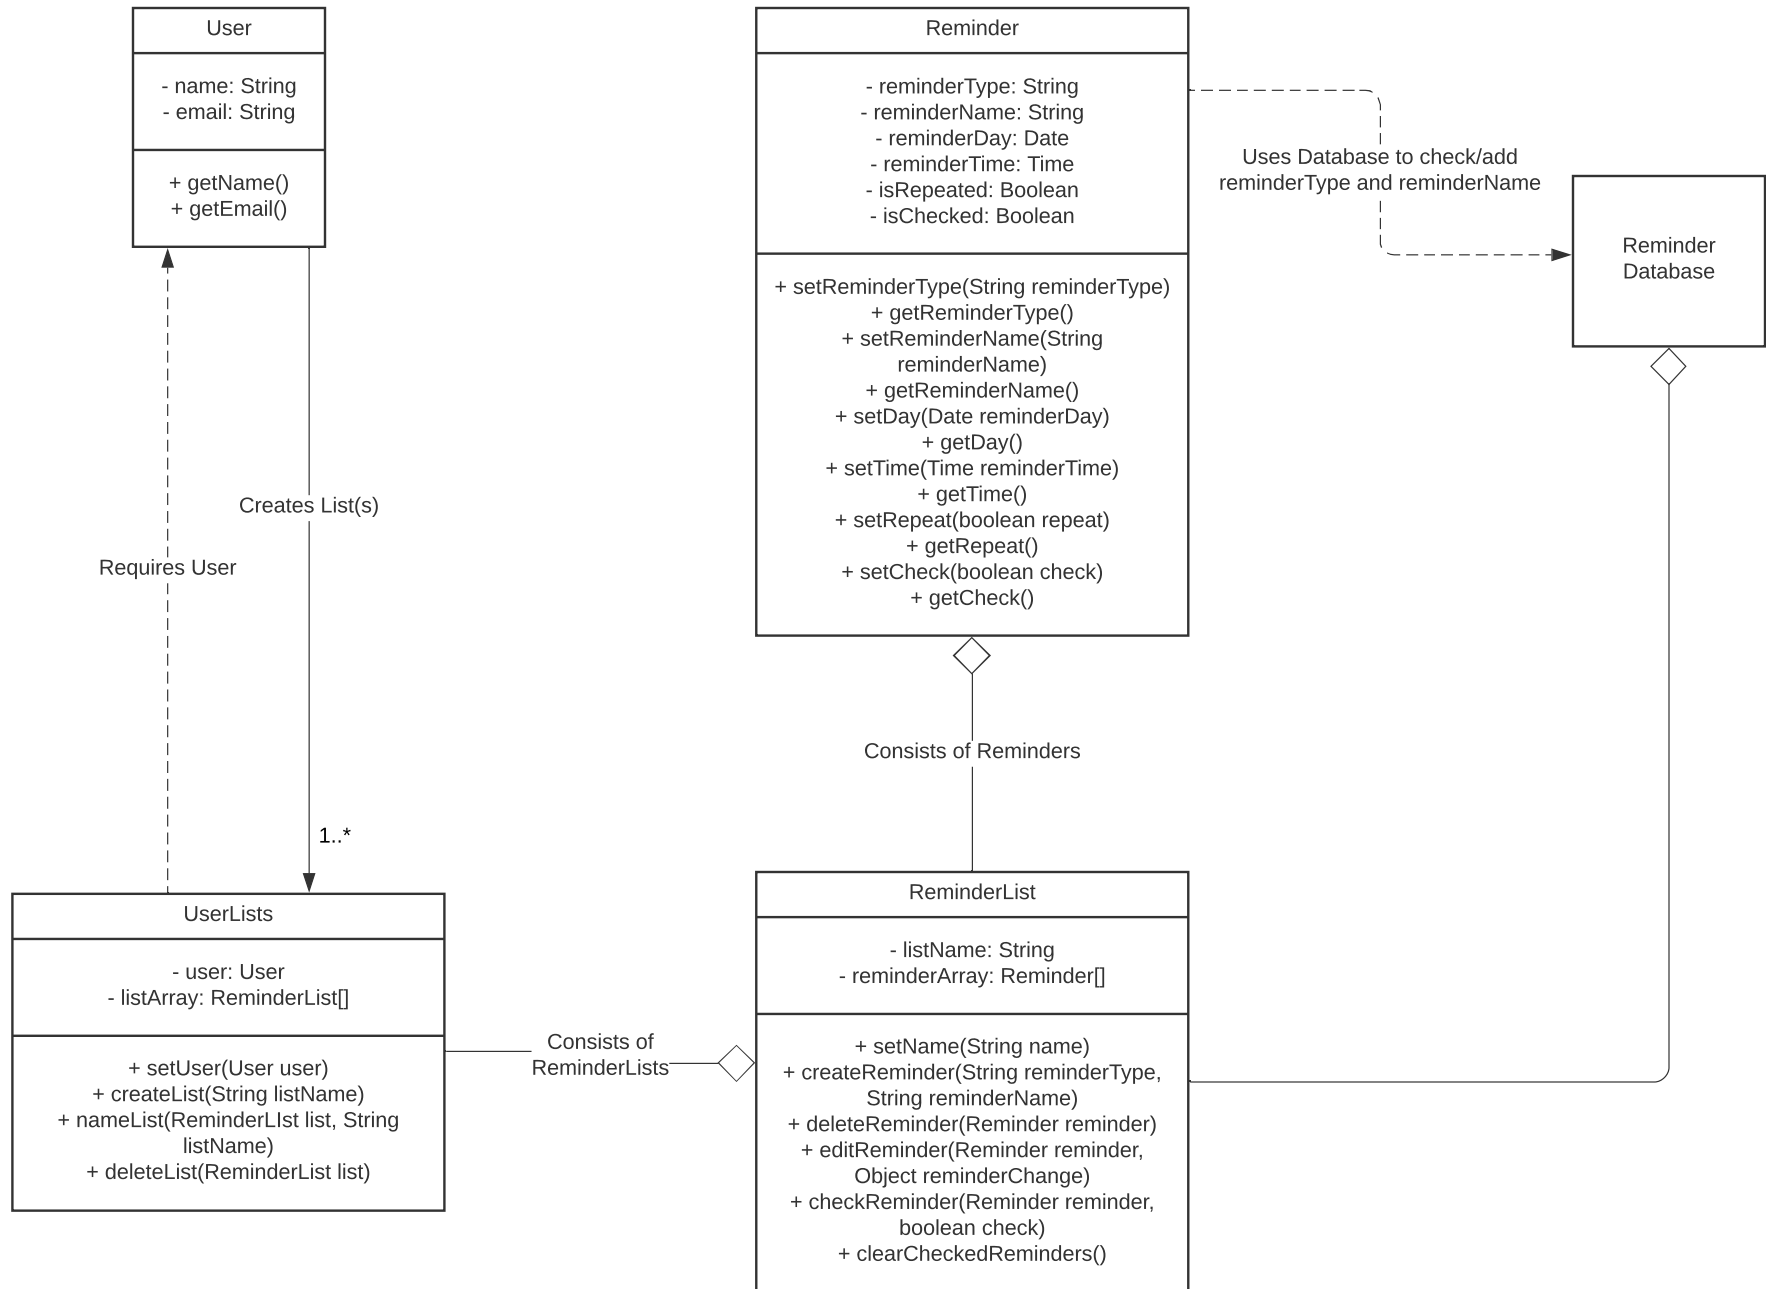 User
- name: String
- email: String
+ getName()
+ getEmail()
Reminder
- reminderType: String
- reminderName: String
- reminderDay: Date
- reminderTime: Time
- isRepeated: Boolean
- isChecked: Boolean
+ setReminderType(String reminderType)
+ getReminderType()
+ setReminderName(String
reminderName)
+ getReminderName()
+ setDay(Date reminderDay)
+ getDay()
+ setTime(Time reminderTime)
+ getTime()
+ setRepeat(boolean repeat)
+ getRepeat()
+ setCheck(boolean check)
+ getCheck()
Uses Database to check/add
reminderType and reminderName
Reminder
Database
Creates List(s)
Requires User
1..*
Consists of Reminders
UserLists
- user: User
- listArray: ReminderList[]
+ setUser(User user)
+ createList(String listName)
+ nameList(ReminderLIst list, String
listName)
+ deleteList(ReminderList list)
Consists of
ReminderLists
ReminderList
- listName: String
- reminderArray: Reminder[]
+ setName(String name)
+ createReminder(String reminderType,
String reminderName)
+ deleteReminder(Reminder reminder)
+ editReminder(Reminder reminder,
Object reminderChange)
+ checkReminder(Reminder reminder,
boolean check)
+ clearCheckedReminders()